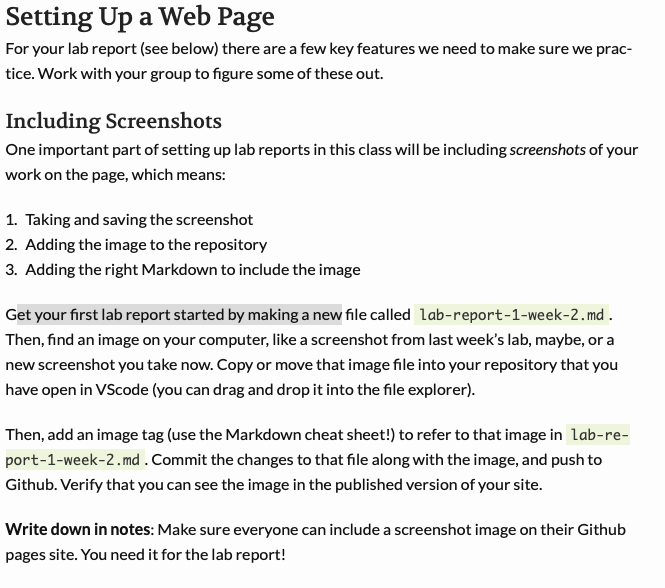 Setting Up a Web Page
For your lab report (see below) there are a few key features we need to make sure we prac-
tice. Work with your group to figure some of these out.
Including Screenshots
One important part of setting up lab reports in this class will be including screenshots of your
work on the page, which means:
1. Taking and saving the screenshot
2. Adding the image to the repository
3. Adding the right Markdown to include the image
Get your first lab report started by making a new file called lab-report-1-week-2.md.
Then, find an image on your computer, like a screenshot from last week's lab, maybe, or a
new screenshot you take now. Copy or move that image file into your repository that you
have open in VScode (you can drag and drop it into the file explorer).
Then, add an image tag (use the Markdown cheat sheet!) to refer to that image in lab-re-
port-1-week-2.md. Commit the changes to that file along with the image, and push to
Github. Verify that you can see the image in the published version of your site.
Write down in notes: Make sure everyone can include a screenshot image on their Github
pages site. You need it for the lab report!